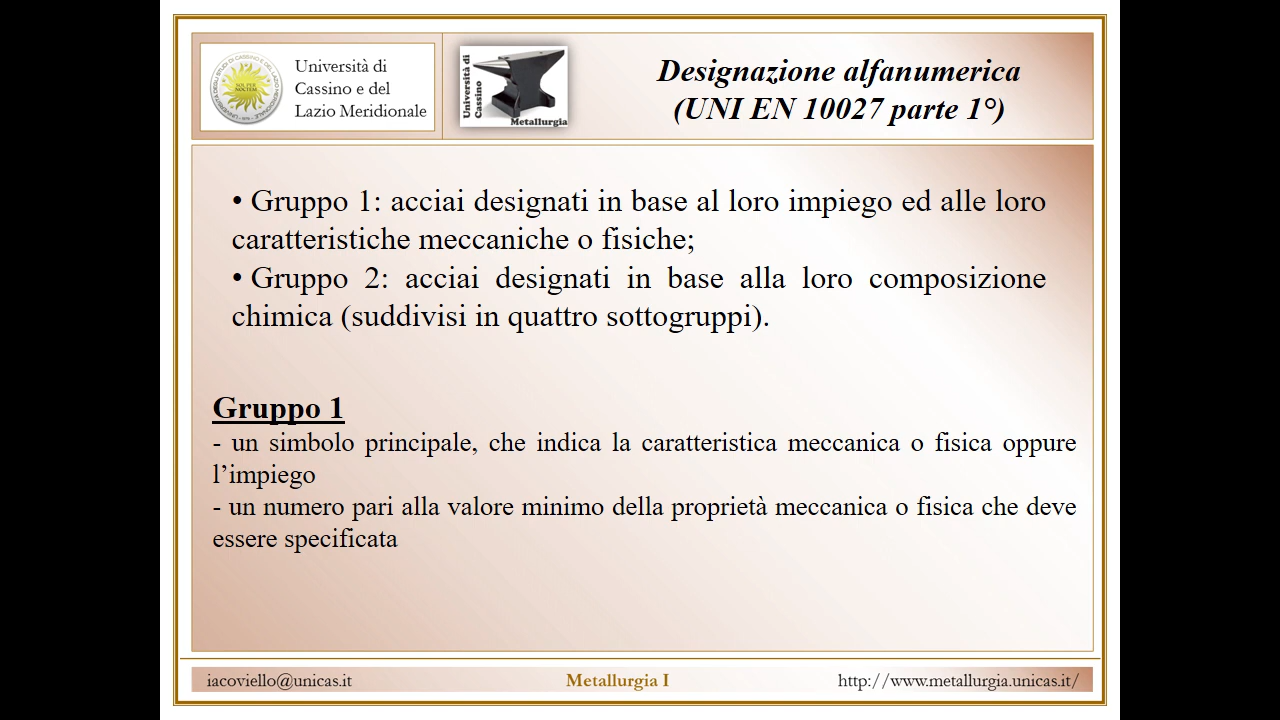 Università di
Cassino e del
Lazio Meridionale
Università di
Cassino
Metallurgia
Designazione alfanumerica
(UNI EN 10027 parte 1°)
• Gruppo 1: acciai designati in base al loro impiego ed alle loro
caratteristiche meccaniche o fisiche;
• Gruppo 2: acciai designati in base alla loro composizione
chimica (suddivisi in quattro sottogruppi).
Gruppo 1
- un simbolo principale, che indica la caratteristica meccanica o fisica oppure
l’impiego
- un numero pari alla valore minimo della proprietà meccanica o fisica che deve
essere specificata
iacoviello@unicas.it
Metallurgia I
http://www.metallurgia.unicas.it/